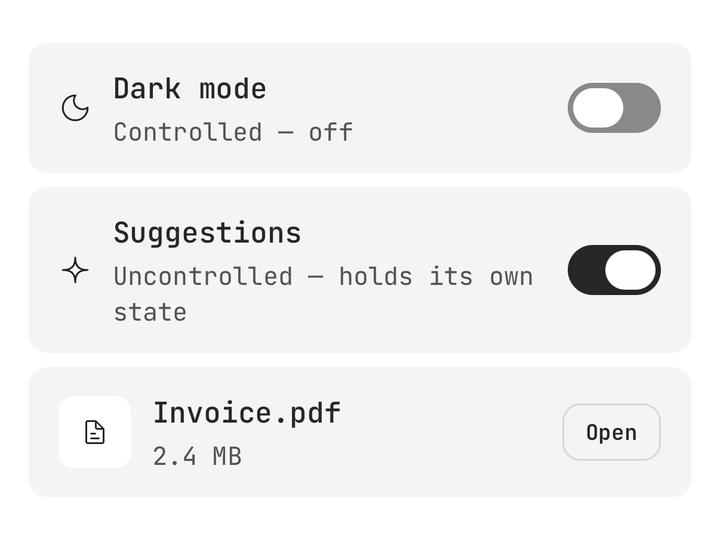 Dark mode
Controlled — off
Suggestions
Uncontrolled — holds its own
state
Invoice.pdf
2.4 MB
Open